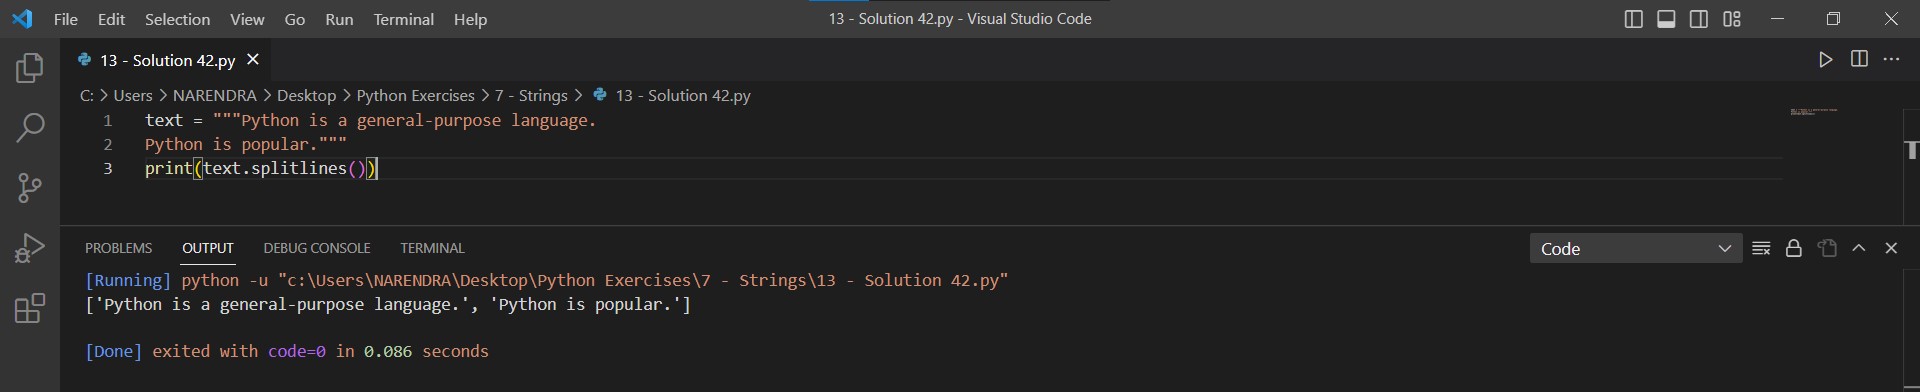 File Edit Selection View Go Run Terminal Help 13 - Solution 42.py - Visual Studio Code
13 - Solution 42.py
C: > Users > NARENDRA > Desktop > Python Exercises > 7 - Strings > 13 - Solution 42.py
1 text = """Python is a general-purpose language.
2 Python is popular."""
3 print(text.splitlines())
PROBLEMS OUTPUT DEBUG CONSOLE TERMINAL Code
[Running] python -u "c:\Users\NARENDRA\Desktop\Python Exercises\7 - Strings\13 - Solution 42.py"
['Python is a general-purpose language.', 'Python is popular.']
[Done] exited with code=0 in 0.086 seconds